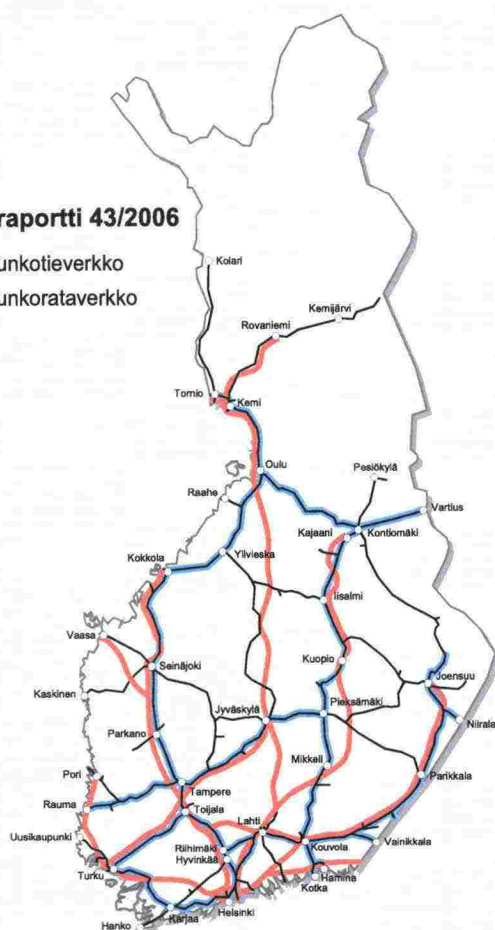 raportti 43/2006
unkotieverkko
unkorataverkko
Kolari
Kemijärvi
Rovaniemi
Tornio
Kemi
Oulu
Pesiökylä
Raahe
Vartius
Kajaani
Kontiomäki
Ylivieska
Kokkola
Iisalmi
Vaasa
Seinäjoki
Kuopio
Joensuu
Kaskinen
Jyväskylä
Pieksämäki
Niirala
Parkano
Mikkeli
Pori
Parikkala
Tampere
Rauma
Toijala
Lahti
Uusikaupunki
Riihimäki
Vainikkala
Hyvinkää
Kouvola
Turku
Hamina
Kotka
Karjaa
Helsinki
Hanko